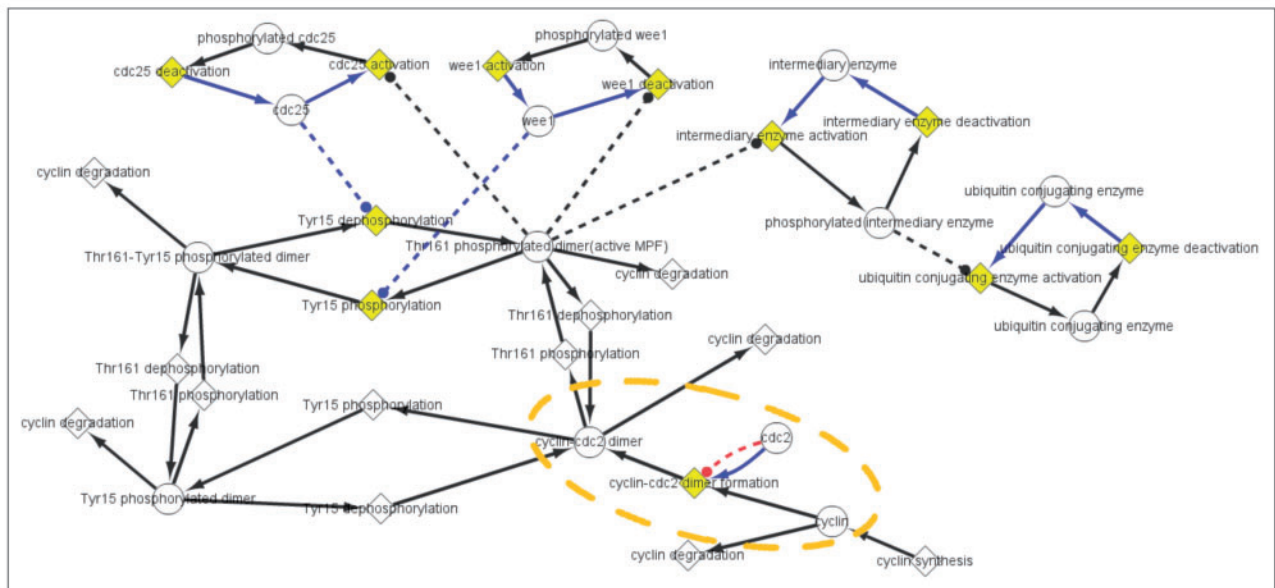 phosphorylated cdc25
phosphorylated wee1
cdc25 deactivation
cdc25 activation
wee1 activation
wee1 deactivation
intermediary enzyme
cdc25
wee1
intermediary enzyme deactivation
intermediary enzyme activation
cyclin degradation
ubiquitin conjugating enzyme
Tyr15 dephosphorylation
phosphorylated intermediary enzyme
Thr161 phosphorylated dimer(active MPF)
ubiquitin conjugating enzyme deactivation
Thr161-Tyr15 phosphorylated dimer
cyclin degradation
ubiquitin conjugating enzyme activation
Tyr15 phosphorylation
Thr161 dephosphorylation
ubiquitin conjugating enzyme
cyclin degradation
Thr161 phosphorylation
Thr161 dephosphorylation
Thr161 phosphorylation
Tyr15 phosphorylation
cyclin degradation
cyclin-cdc2 dimer
cdc2
cyclin-cdc2 dimer formation
Tyr15 phosphorylated dimer
Tyr15 dephosphorylation
cyclin
cyclin degradation
cyclin synthesis